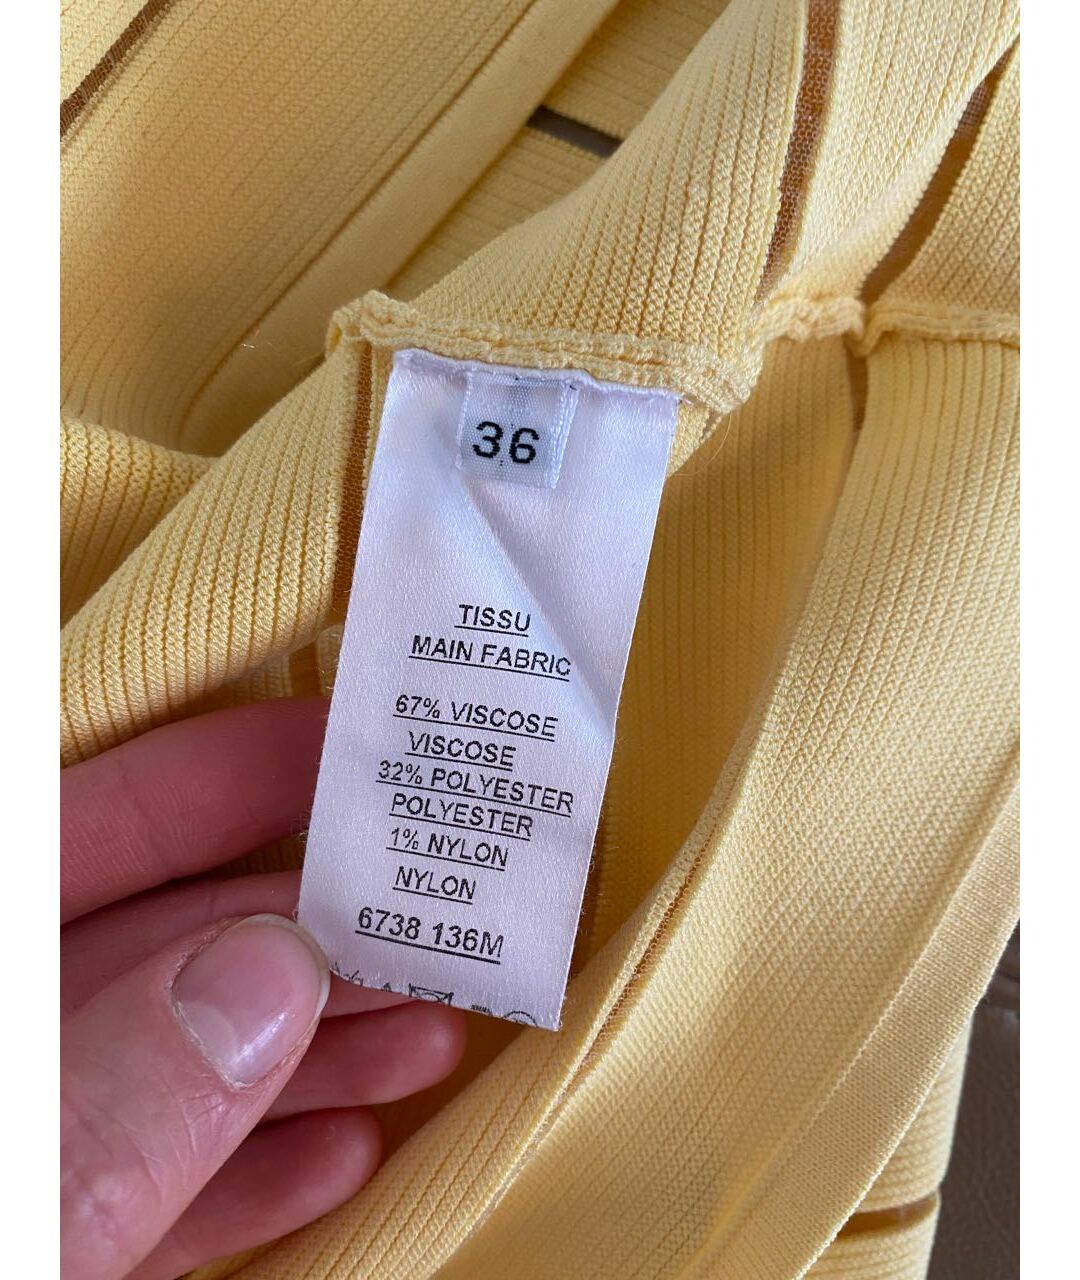 36
TISSU
MAIN FABRIC
67% VISCOSE
VISCOSE
32% POLYESTER
POLYESTER
1% NYLON
NYLON
6738 136M